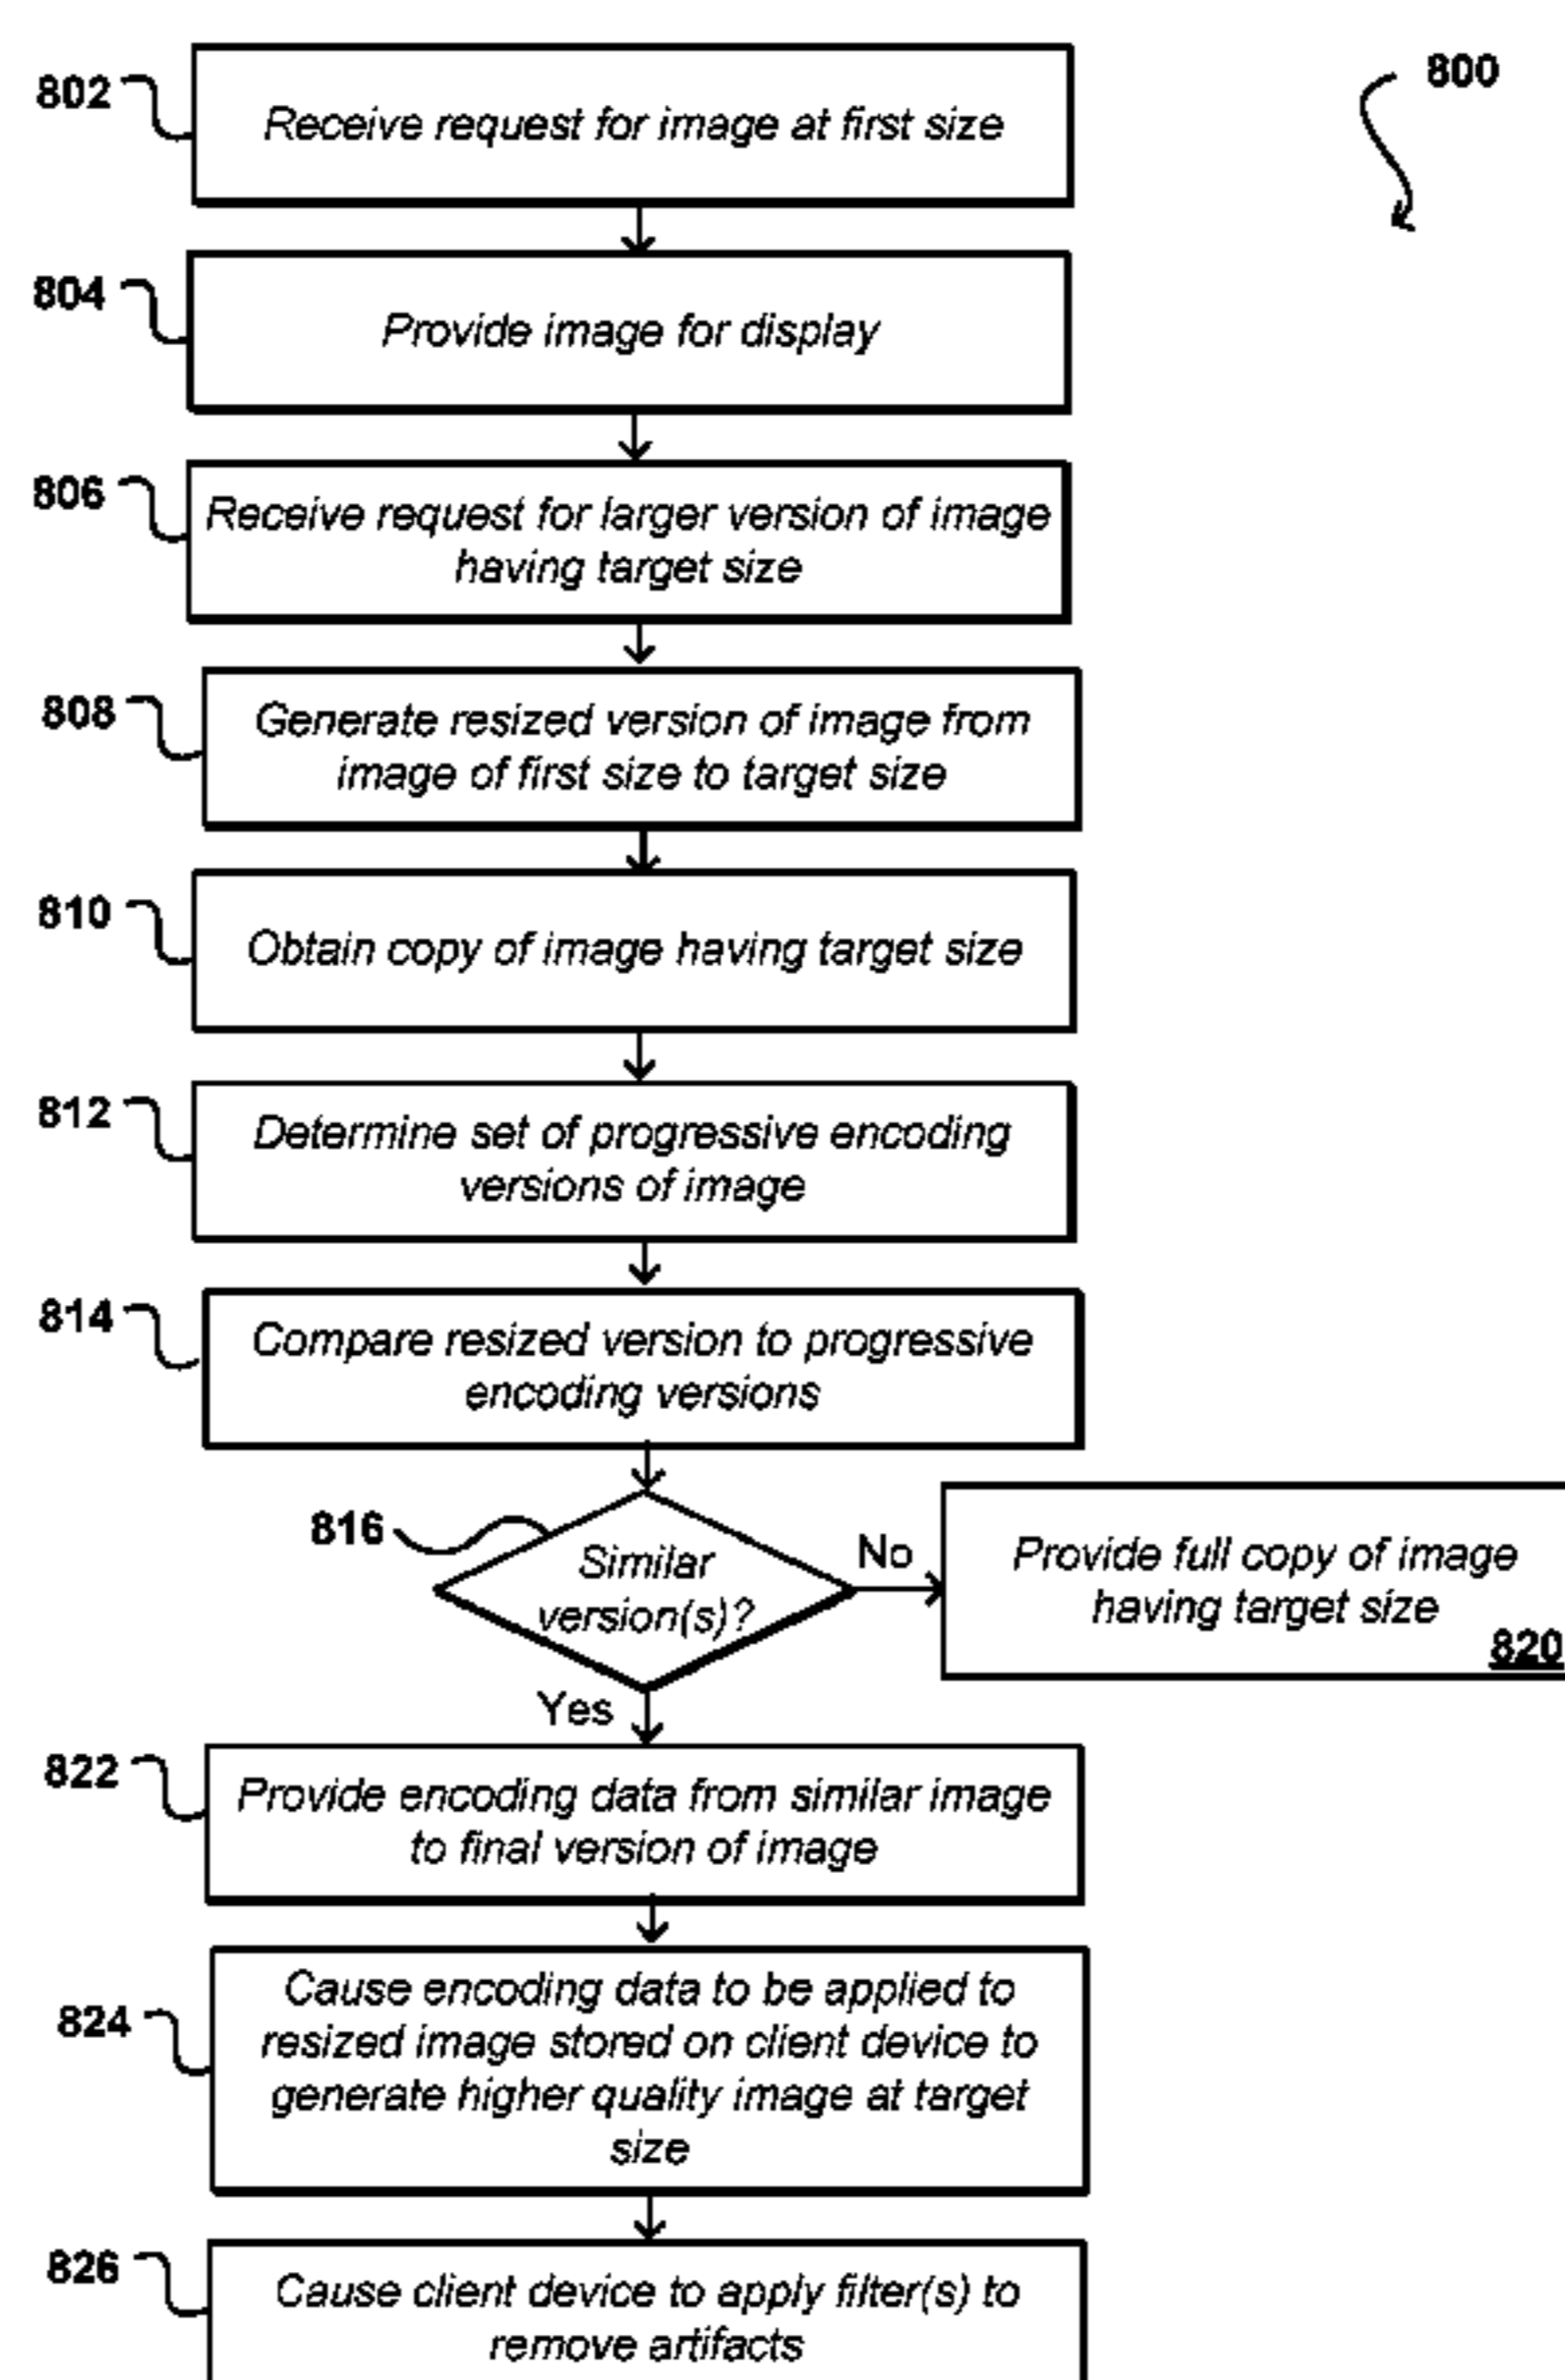 800
802
Receive request for image at first size
804
Provide image for display
806
Receive request for larger version of image
having target size
808
Generate resized version of image from
image of first size to target size
810
Obtain copy of image having target size
812
Determine set of progressive encoding
versions of image
814
Compare resized version to progressive
encoding versions
816
Similar
version(s)?
No
Provide full copy of image
having target size
820
Yes
822
Provide encoding data from similar image
to final version of image
824
Cause encoding data to be applied to
resized image stored on client device to
generate higher quality image at target
size
826
Cause client device to apply filter(s) to
remove artifacts